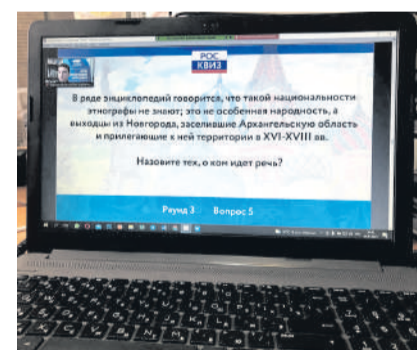 РОС
КВИЗ
В ряде энциклопедий говорится, что такой национальности
этнографы не знают; это не особенная народность, а
выходцы из Новгорода, заселившие Архангельскую область
и прилегающие к ней территории в XVI-XVIII вв.
Назовите тех, о ком идет речь?
Раунд 3 Вопрос 5